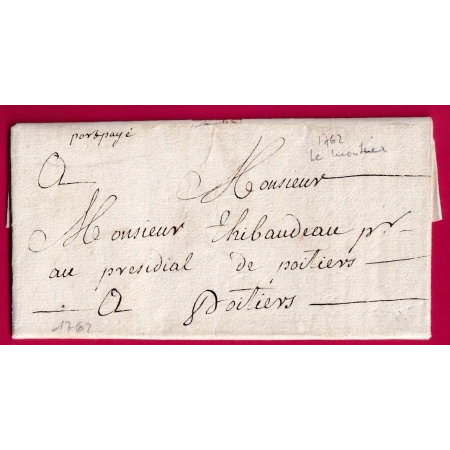 port payé
1762
Le
A Monsieur
Monsieur Thibaudeau pr
au presidial de poitiers
A Poitiers
1762